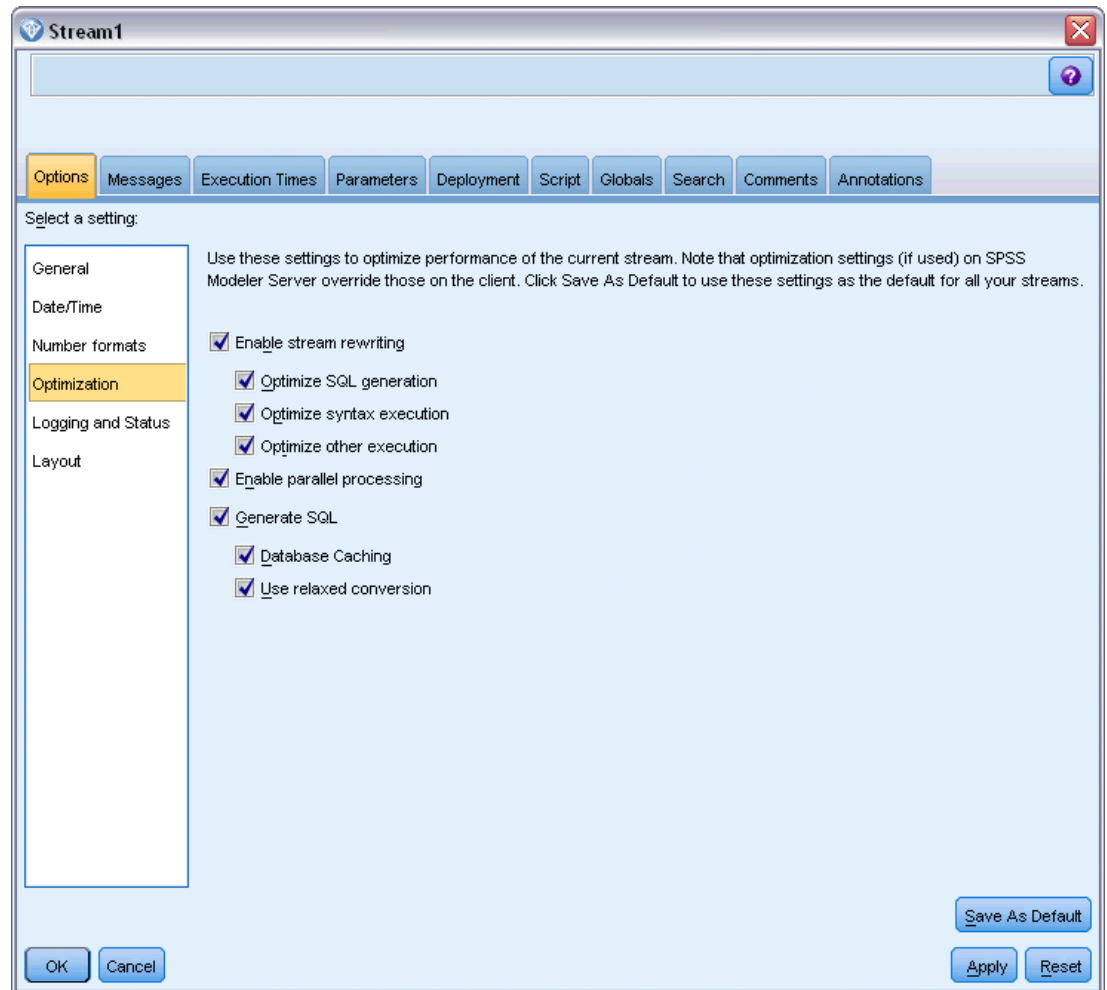 Stream1
?
Options Messages Execution Times Parameters Deployment Script Globals Search Comments Annotations
Select a setting:
General
Date/Time
Number formats
Optimization
Logging and Status
Layout
Use these settings to optimize performance of the current stream. Note that optimization settings (if used) on SPSS
Modeler Server override those on the client. Click Save As Default to use these settings as the default for all your streams.
Enable stream rewriting
Optimize SQL generation
Optimize syntax execution
Optimize other execution
Enable parallel processing
Generate SQL
Database Caching
Use relaxed conversion
Save As Default
OK Cancel Apply Reset